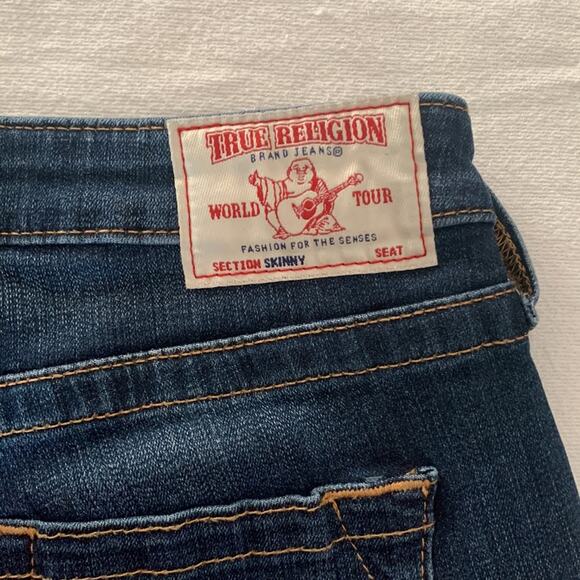 TRUE RELIGION
BRAND JEANS®
WORLD TOUR
FASHION FOR THE SENSES
SECTION SKINNY SEAT